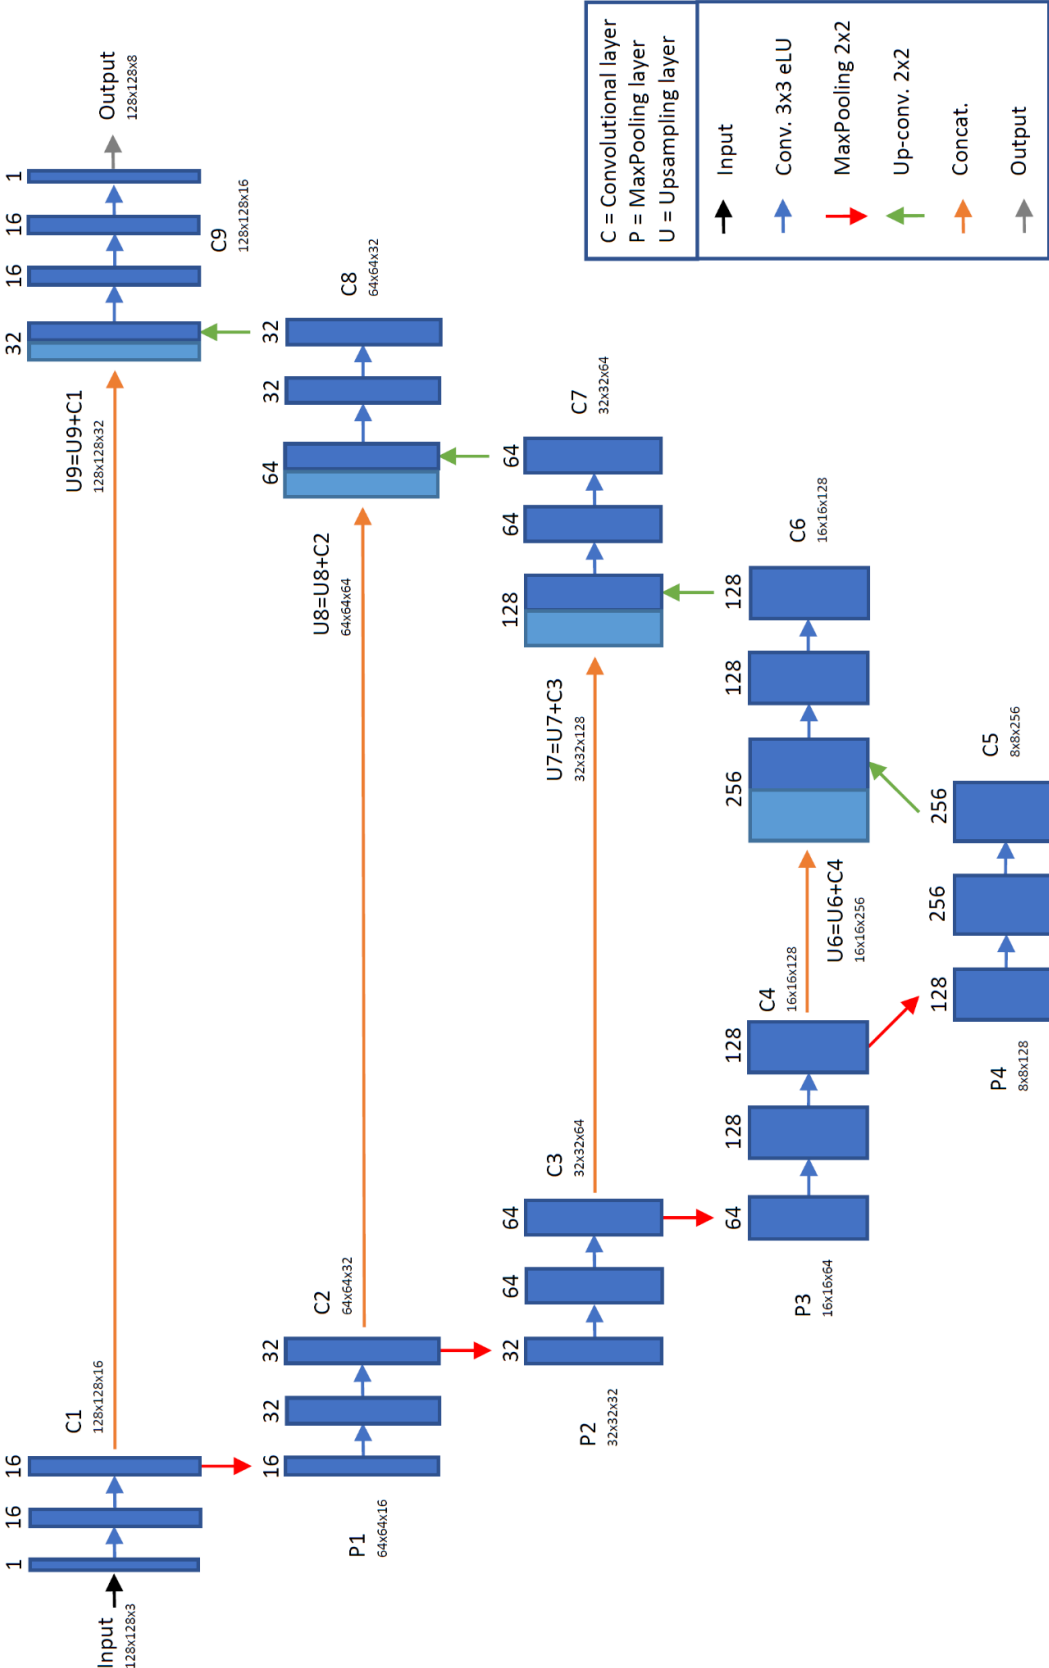 Input
128x128x3
1
16
16
C1
128x128x16
U9=U9+C1
128x128x32
32
16
16
1
C9
128x128x16
Output
128x128x8
P1
64x64x16
16
32
32
C2
64x64x32
U8=U8+C2
64x64x64
64
32
32
C8
64x64x32
P2
32x32x32
32
64
64
C3
32x32x64
U7=U7+C3
32x32x128
128
64
64
C7
32x32x64
P3
16x16x64
64
128
128
C4
16x16x128
U6=U6+C4
16x16x256
256
128
128
C6
16x16x128
P4
8x8x128
128
256
256
C5
8x8x256
C = Convolutional layer
P = MaxPooling layer
U = Upsampling layer
Input
Conv. 3x3 eLU
MaxPooling 2x2
Up-conv. 2x2
Concat.
Output